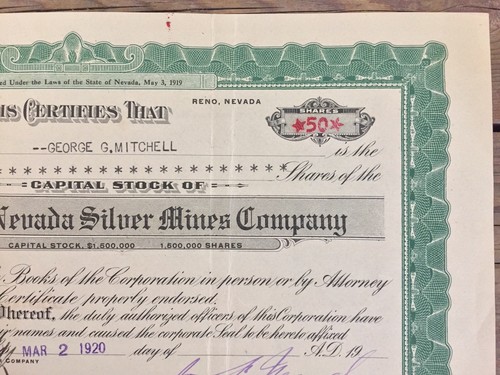 ed Under the Laws of the State of Nevada, May 3, 1919
RENO, NEVADA
IS CERTIFIES THAT
SHARES
*50*
--GEORGE G. MITCHELL is the
* * * * * * * * * * * * * * * * * * * Shares of the
CAPITAL STOCK OF
Nevada Silver Mines Company
CAPITAL STOCK, $1,600,000 1,600,000 SHARES
Books of the Corporation in person or by Attorney
Certificate properly endorsed.
Whereof, the duly authorized officers of this Corporation have
ir names and caused the corporate Seal to be hereto affixed
y MAR 2 1920 day of A.D. 19
COMPANY